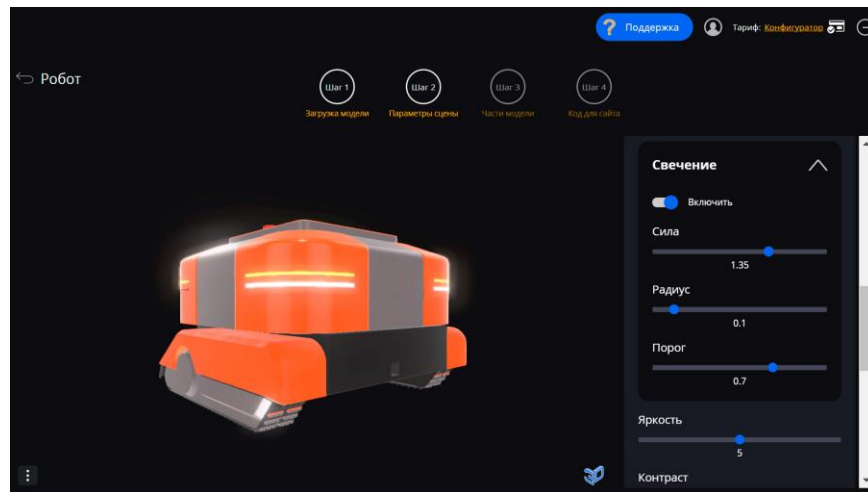 ? Поддержка
Тариф: Конфигуратор
Робот
Шаг 1
Шаг 2
Шаг 3
Шаг 4
Загрузка модели
Параметры сцены
Части модели
Код для сайта
Свечение
Включить
Сила
1.35
Радиус
0.1
Порог
0.7
Яркость
5
Контраст
3D